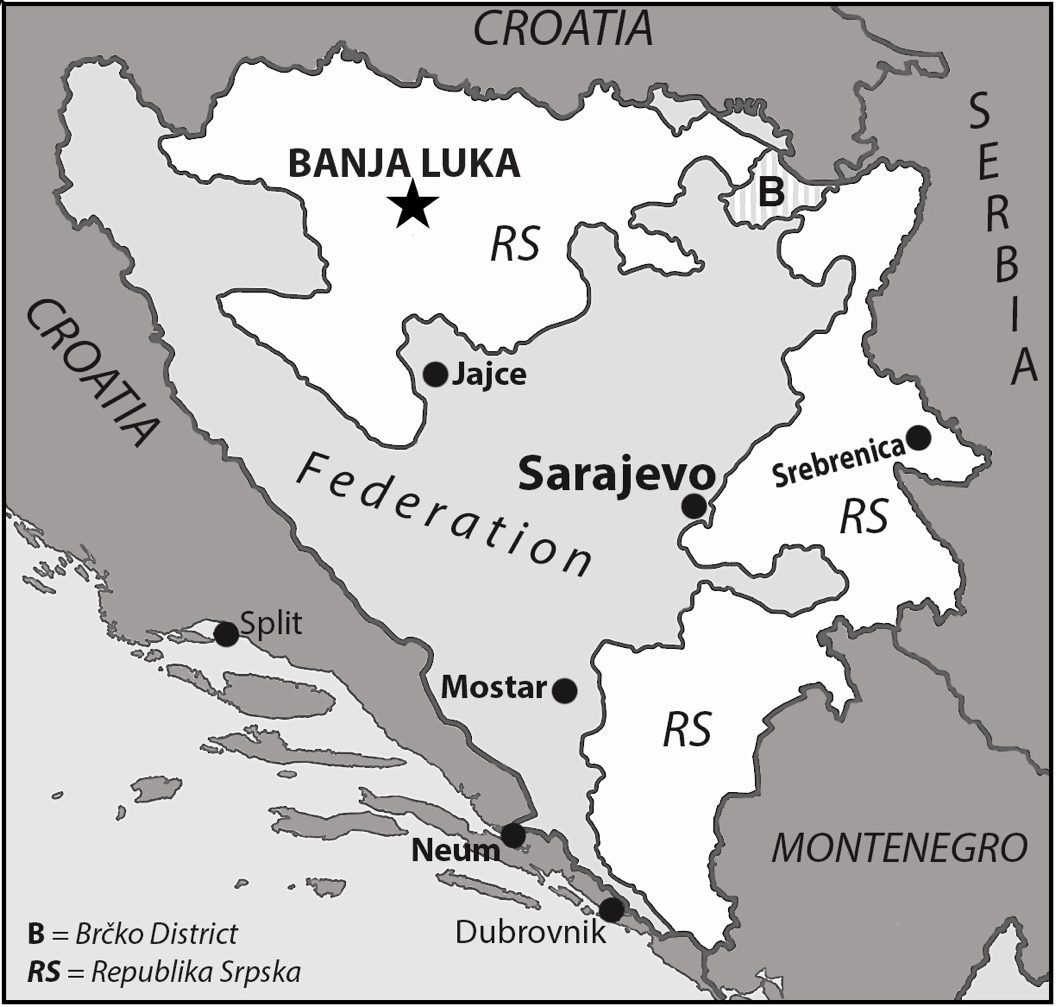 CROATIA
SERBIA
BANJA LUKA
B
RS
CROATIA
Jajce
Federation
Sarajevo
Srebrenica
RS
Split
Mostar
RS
Neum
MONTENEGRO
Dubrovnik
B = Brčko District
RS = Republika Srpska